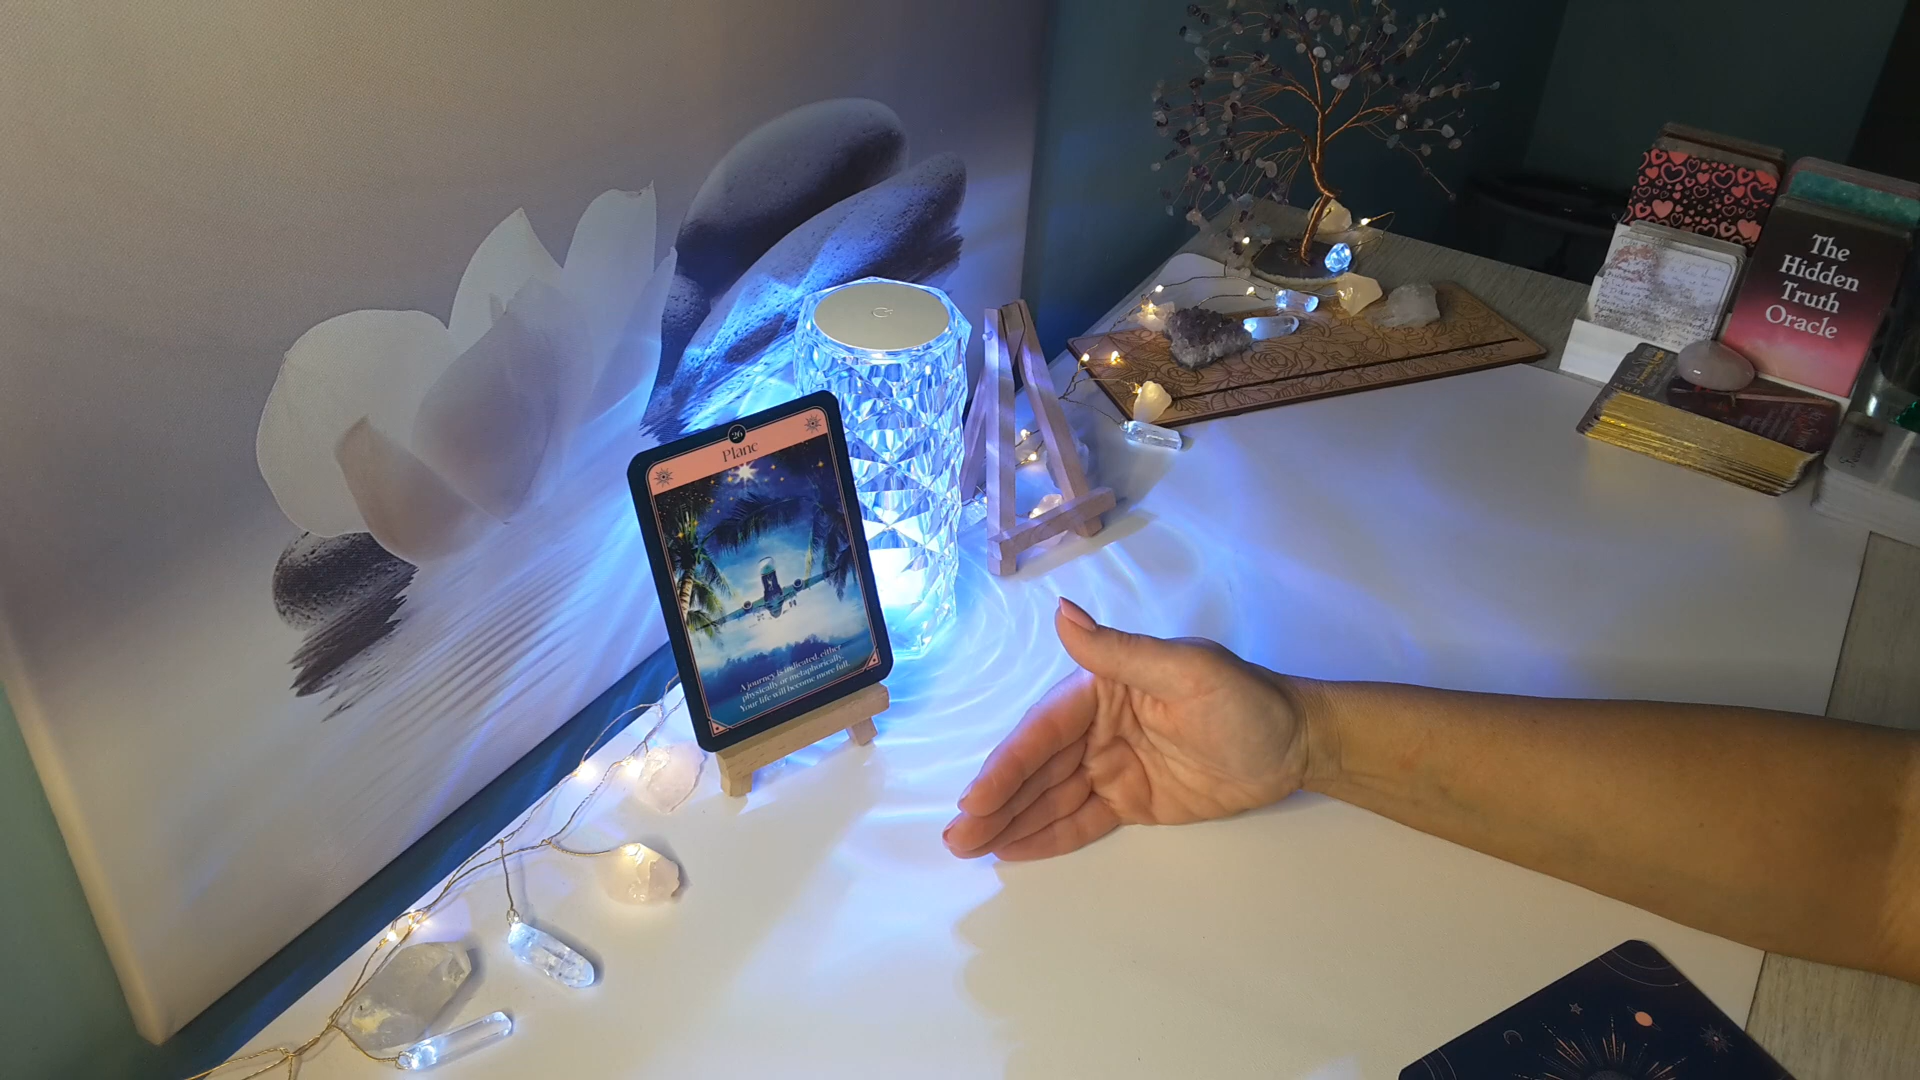 26
Plane
A journey is indicated, either
physically or metaphorically.
Your life will become more full.
The
Hidden
Truth
Oracle